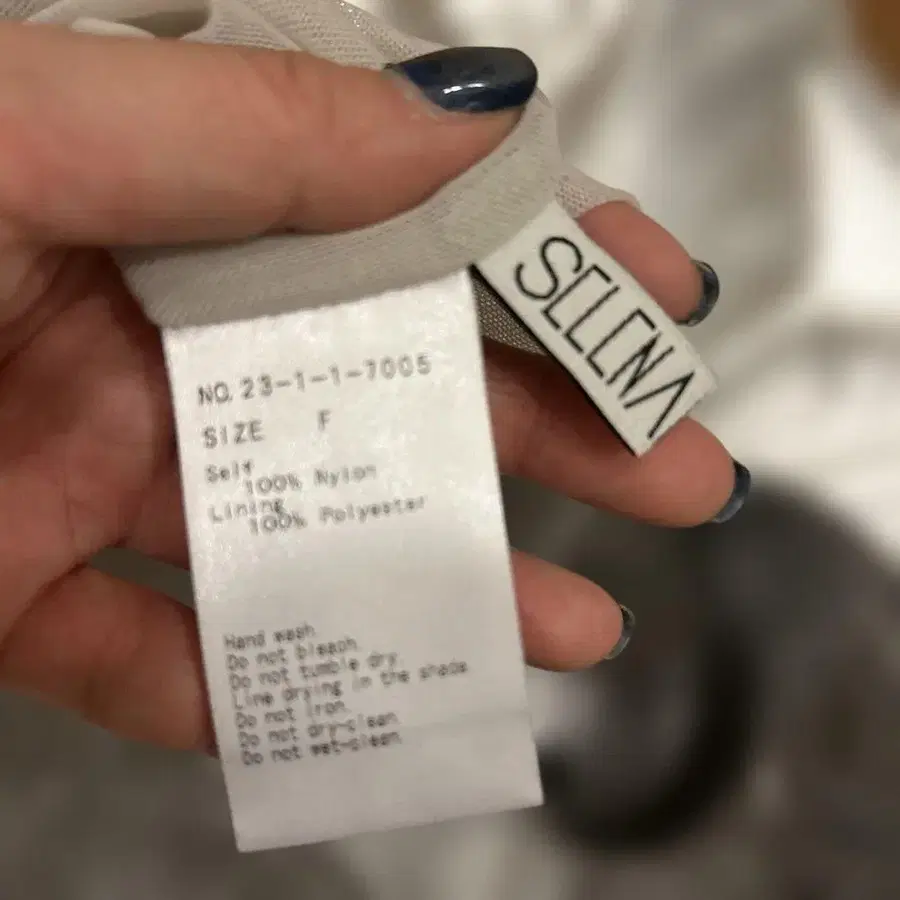 NO. 23-1-1-7005
SIZE F
Self
100% Nylon
Lining
100% Polyester
Hand wash.
Do not bleach.
Do not tumble dry.
Line drying in the shade
Do not iron.
Do not dry-clean.
Do not wet-clean.
SELENA